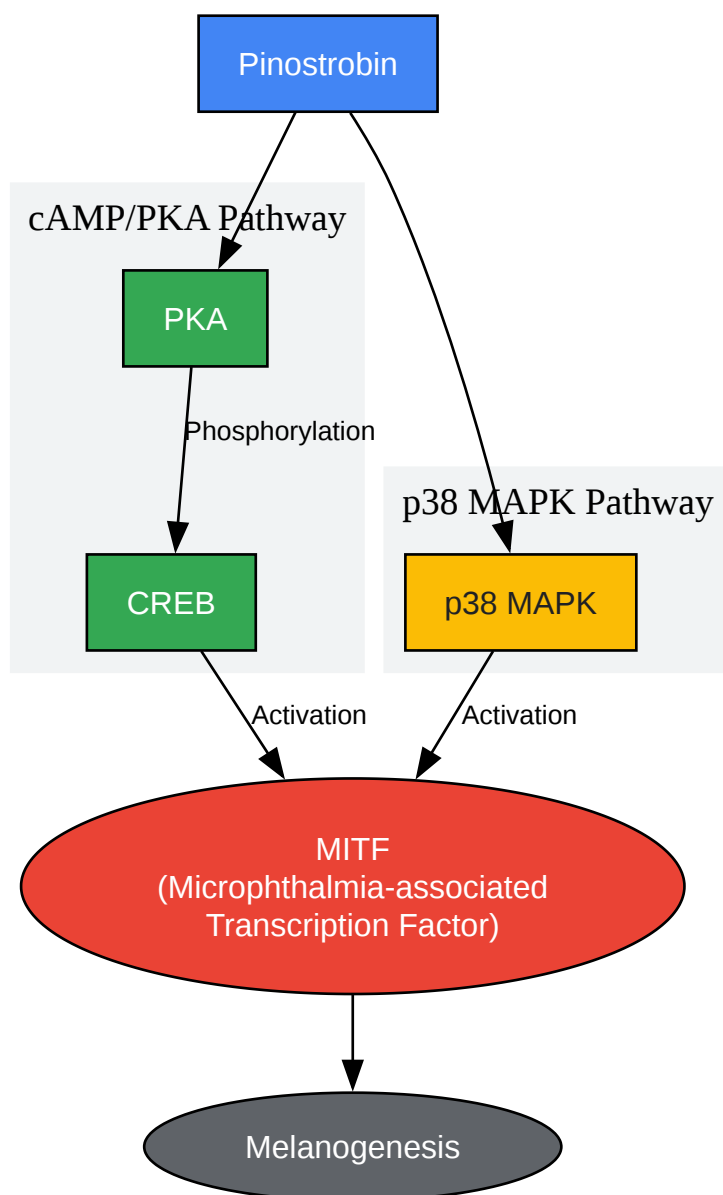 Pinostrobin
cAMP/PKA Pathway
PKA
Phosphorylation
p38 MAPK Pathway
CREB
p38 MAPK
Activation
Activation
MITF
(Microphthalmia-associated
Transcription Factor)
Melanogenesis